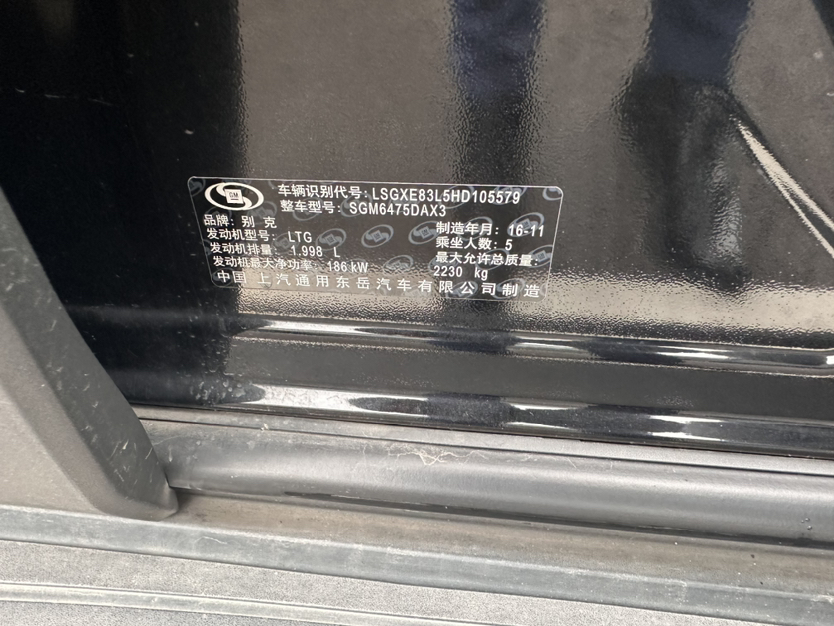 GM
车辆识别代号: LSGXE83L5HD105579
整车型号: SGM6475DAX3
品牌: 别 克
制造年月: 16-11
发动机型号: LTG
乘坐人数: 5
发动机排量: 1.998 L
最大允许总质量:
发动机最大净功率: 186 kW
2230 kg
中国 上汽通用东岳汽车有限公司制造